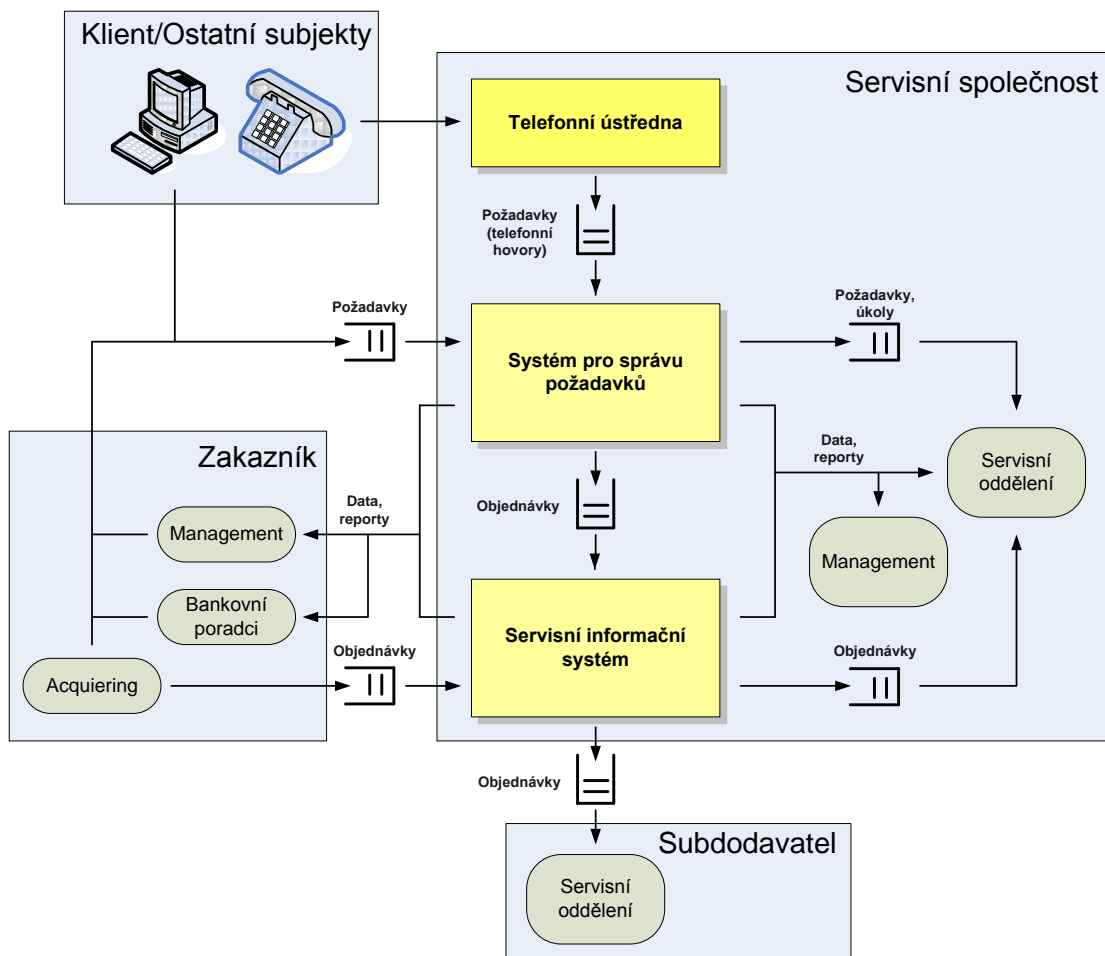 Klient/Ostatní subjekty
Servisní společnost
Telefonní ústředna
Požadavky
(telefonní
hovory)
Požadavky
Požadavky,
úkoly
Systém pro správu
požadavků
Zakazník
Data,
reporty
Objednávky
Data,
reporty
Servisní
oddělení
Management
Management
Bankovní
poradci
Servisní informační
systém
Acquiering
Objednávky
Objednávky
Objednávky
Subdodavatel
Servisní
oddělení